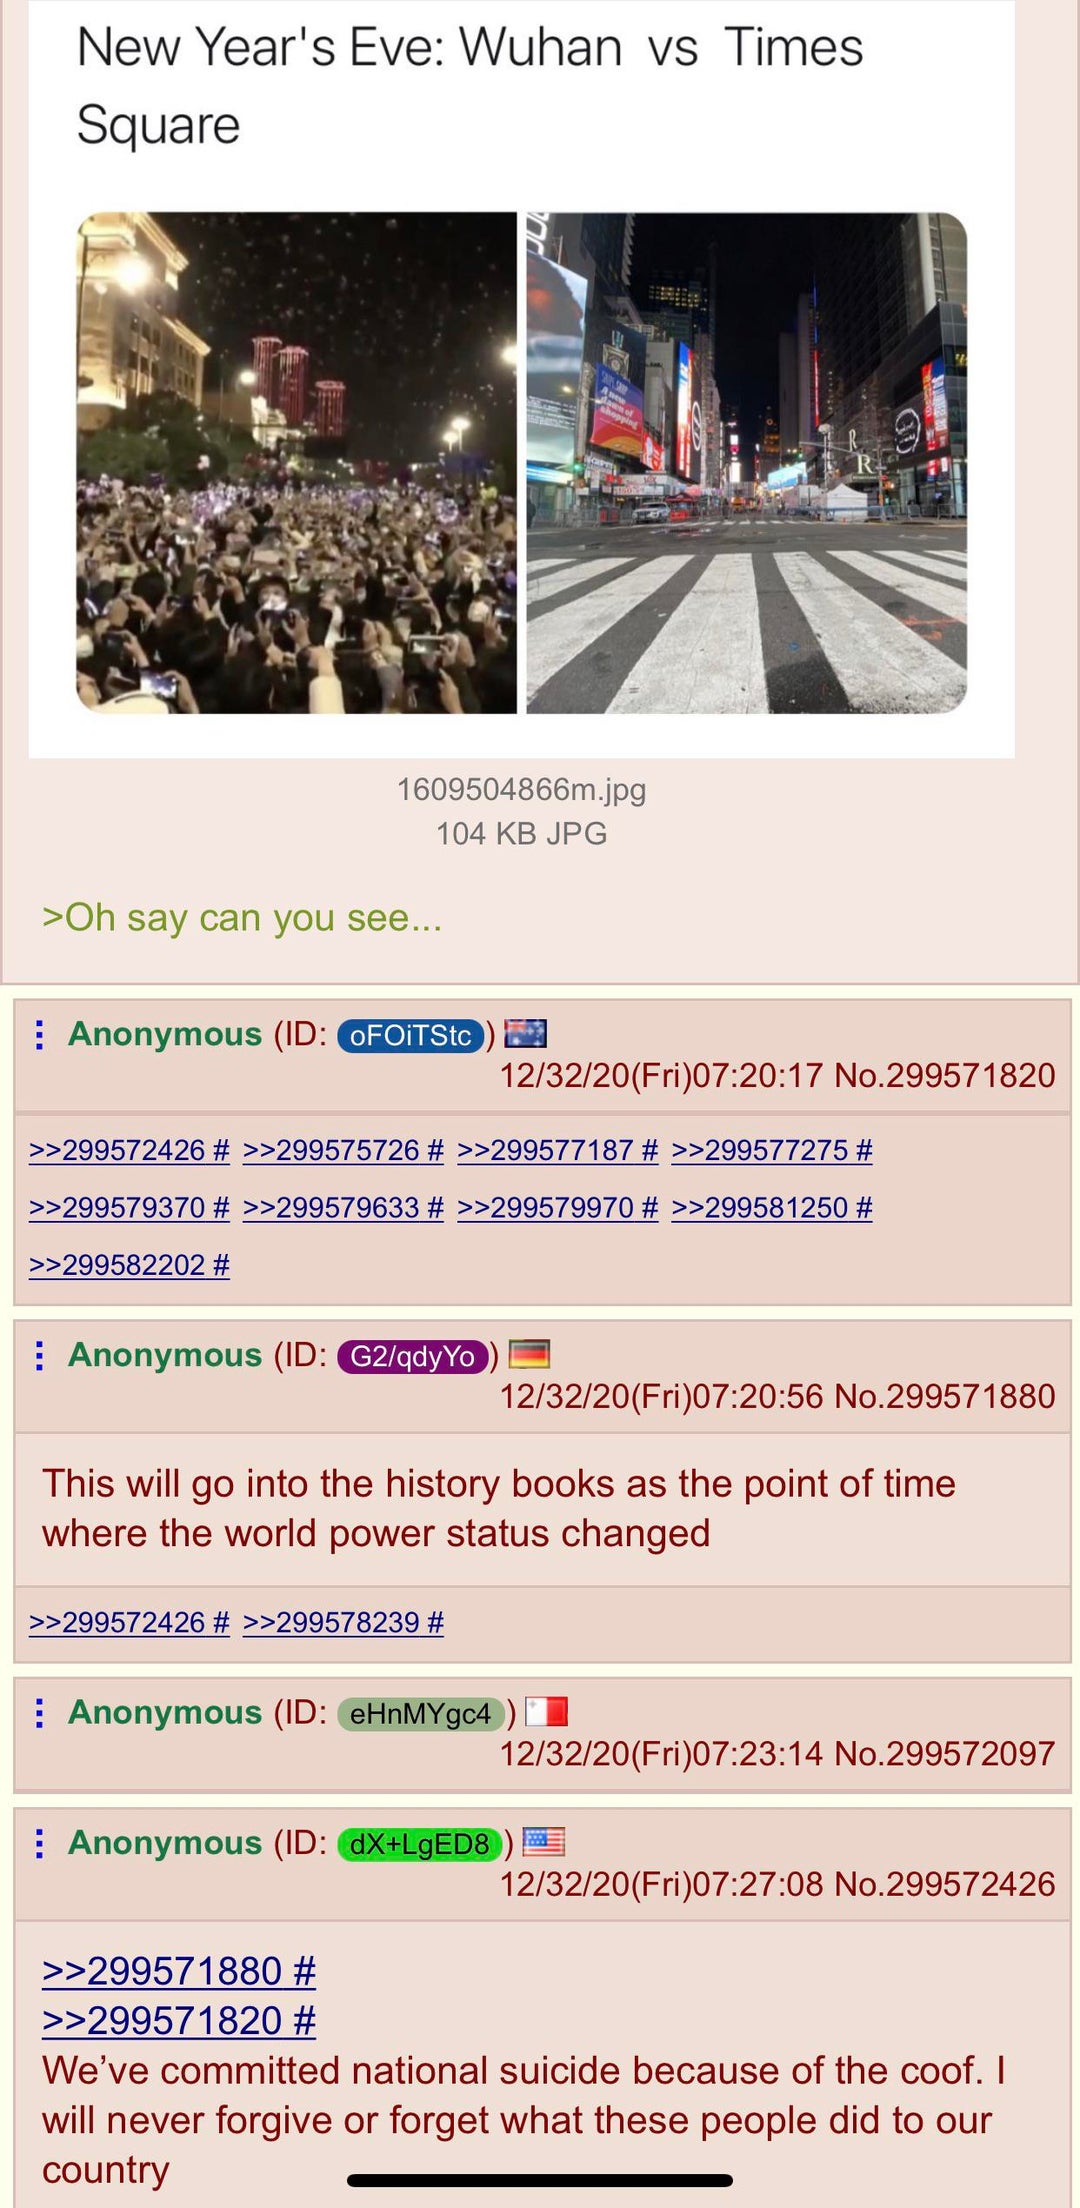 New Year's Eve: Wuhan vs Times
Square
A new
dawn of
shopping
R
R
1609504866m.jpg
104 KB JPG
>Oh say can you see...
Anonymous (ID: oFOiTStc)
12/32/20(Fri)07:20:17 No.299571820
>>299572426 # >>299575726 # >>299577187 # >>299577275 #
>>299579370 # >>299579633 # >>299579970 # >>299581250 #
>>299582202 #
Anonymous (ID: G2/qdyYo)
12/32/20(Fri)07:20:56 No.299571880
This will go into the history books as the point of time
where the world power status changed
>>299572426 # >>299578239 #
Anonymous (ID: eHnMYgc4)
12/32/20(Fri)07:23:14 No.299572097
Anonymous (ID: dX+LgED8)
12/32/20(Fri)07:27:08 No.299572426
>>299571880 #
>>299571820 #
We’ve committed national suicide because of the coof. I
will never forgive or forget what these people did to our
country